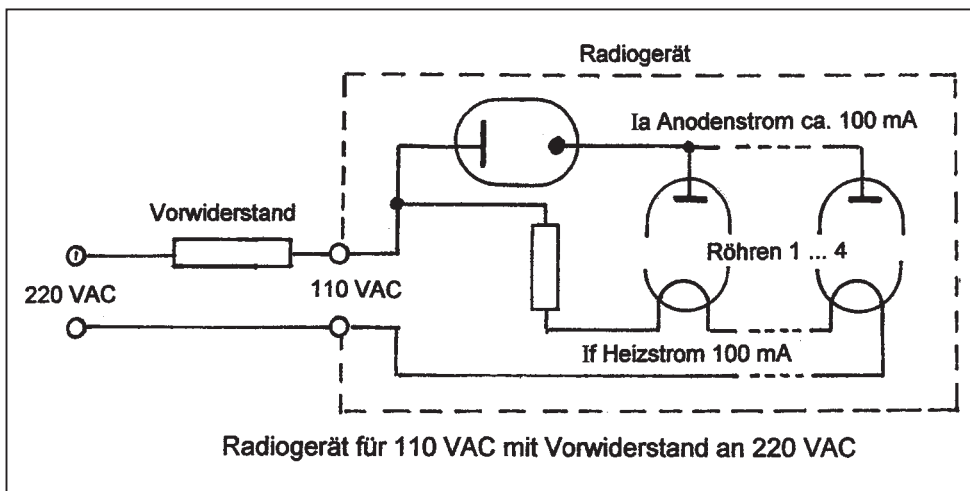 Radiogerät
Ia Anodenstrom ca. 100 mA
Vorwiderstand
Röhren 1 ... 4
220 VAC
110 VAC
If Heizstrom 100 mA
Radiogerät für 110 VAC mit Vorwiderstand an 220 VAC